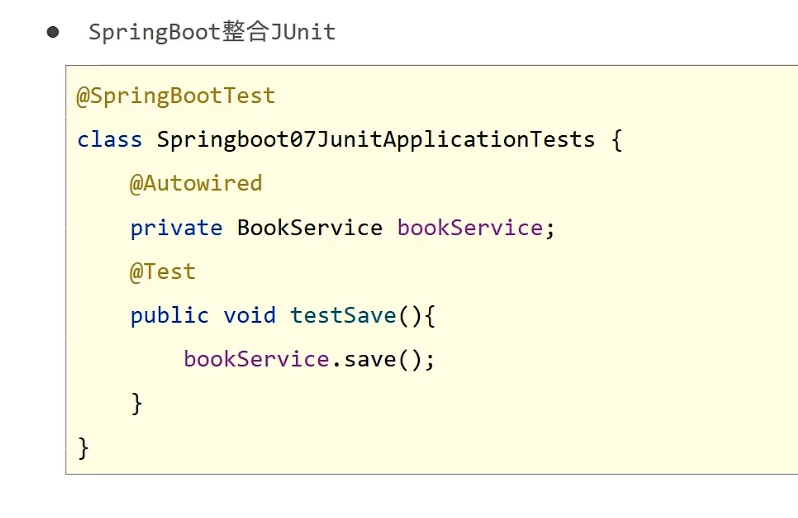 SpringBoot整合JUnit
@SpringBootTest
class Springboot07JunitApplicationTests {
    @Autowired
    private BookService bookService;
    @Test
    public void testSave(){
        bookService.save();
    }
}